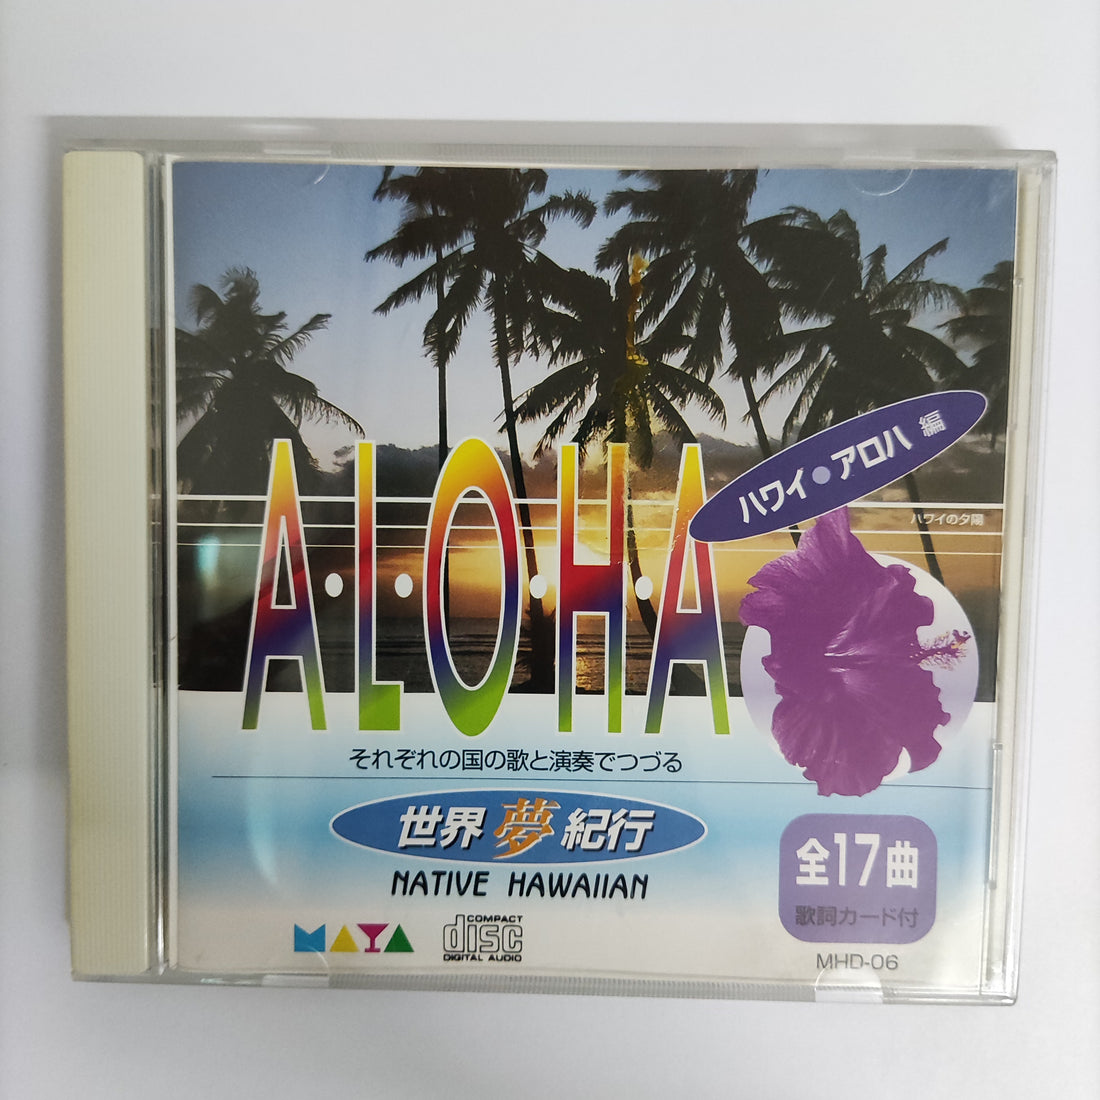 ハワイ●アロハ 編
ハワイの夕陽
A・L・O・H・A
それぞれの国の歌と演奏でつづる
世界夢紀行
NATIVE HAWAIIAN
全17曲
歌詞カード付
MAYA
COMPACT
disc
DIGITAL AUDIO
MHD-06